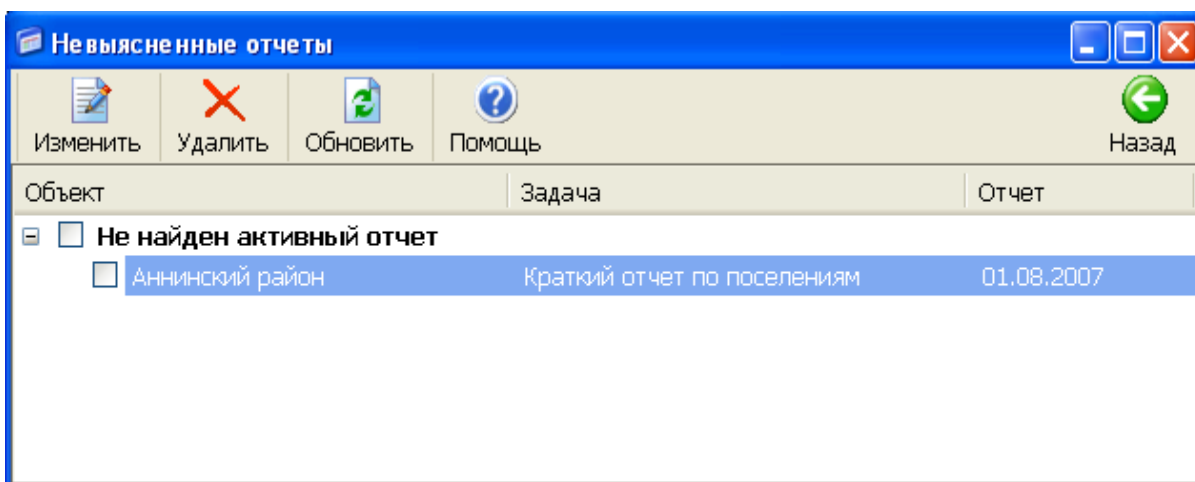 Невыясненные отчеты
Изменить Удалить Обновить Помощь Назад
Объект Задача Отчет
Не найден активный отчет
Аннинский район Краткий отчет по поселениям 01.08.2007